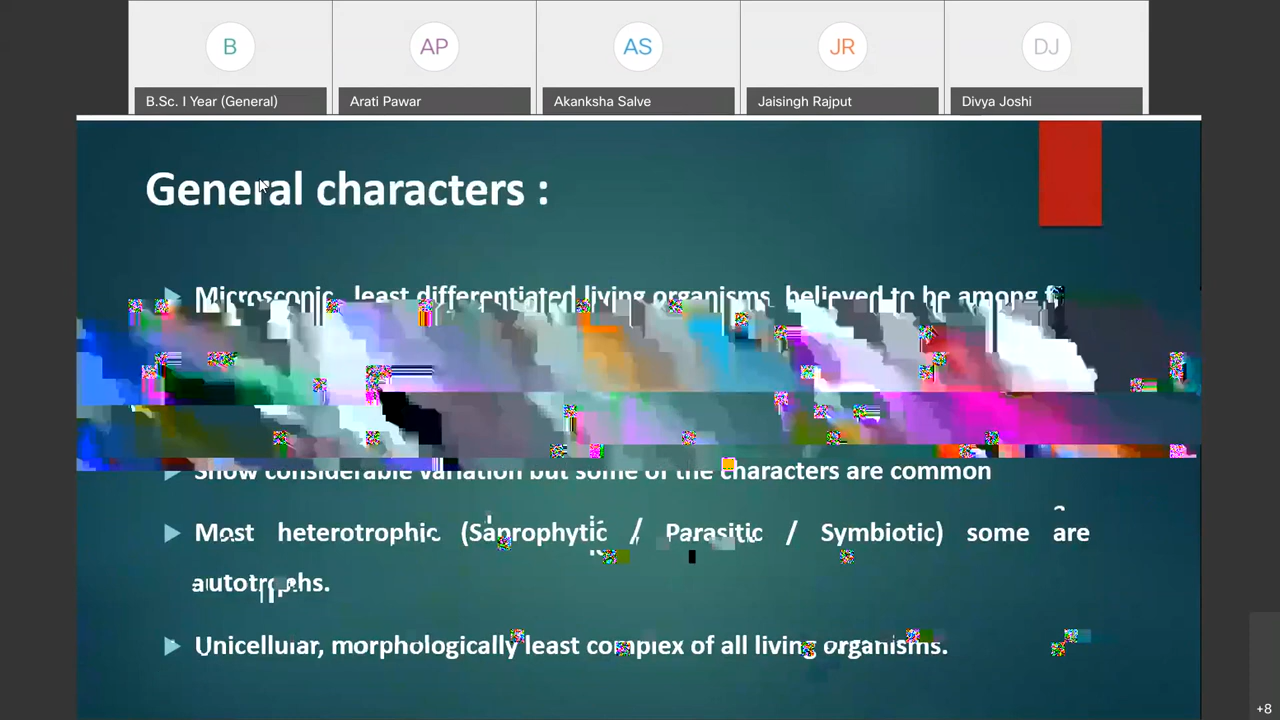 B AP AS JR DJ
B.Sc. I Year (General) Arati Pawar Akanksha Salve Jaisingh Rajput Divya Joshi
General characters :
Microscopic, least differentiated living organisms, believed to be among
Show considerable variation but some of the characters are common
Most heterotrophic (Saprophytic / Parasitic / Symbiotic) some are
autotrophs.
Unicellular, morphologically least complex of all living organisms.
+8